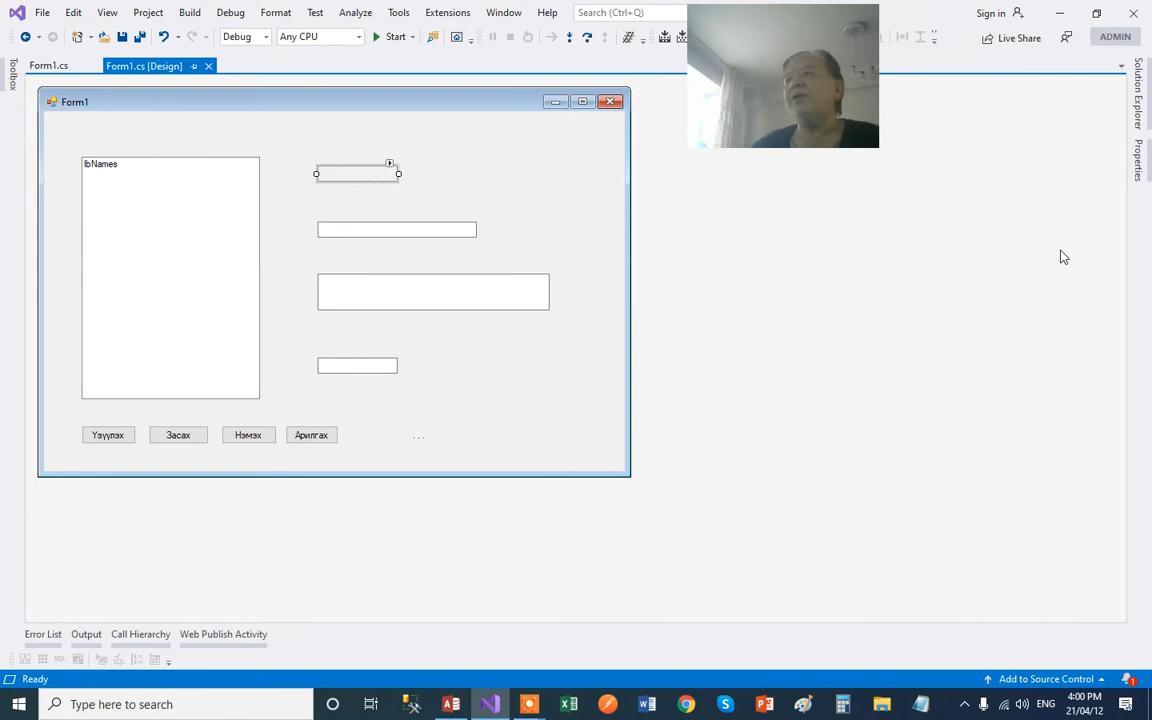 File Edit View Project Build Debug Format Test Analyze Tools Extensions Window Help Search (Ctrl+Q) Sign in
Debug Any CPU Start Live Share ADMIN
Form1.cs Form1.cs [Design]
Toolbox
Solution Explorer
Properties
Form1
lbNames
Үзүүлэх Засах Нэмэх Арилгах ...
Error List Output Call Hierarchy Web Publish Activity
SQL
Ready Add to Source Control 1
Type here to search ENG 4:00 PM
21/04/12